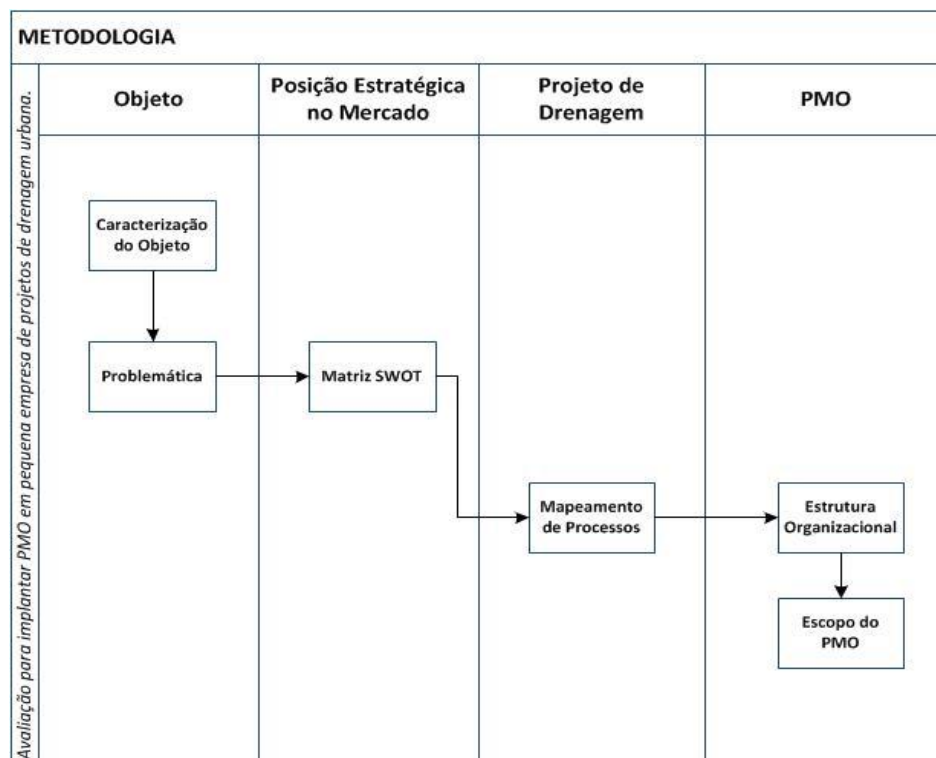 METODOLOGIA
Avaliação para implantar PMO em pequena empresa de projetos de drenagem urbana.
Objeto
Posição Estratégica
no Mercado
Projeto de
Drenagem
PMO
Caracterização
do Objeto
Problemática
Matriz SWOT
Mapeamento
de Processos
Estrutura
Organizacional
Escopo do
PMO